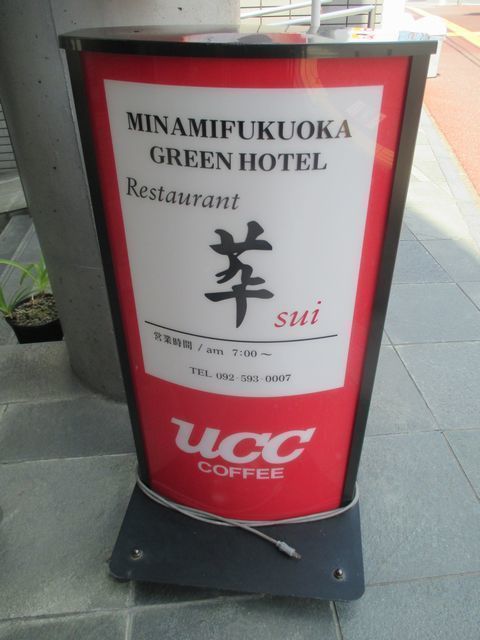 MINAMIFUKUOKA
GREEN HOTEL
Restaurant
萃
sui
営業時間 / am 7:00～
TEL 092-593-0007
UCC
COFFEE